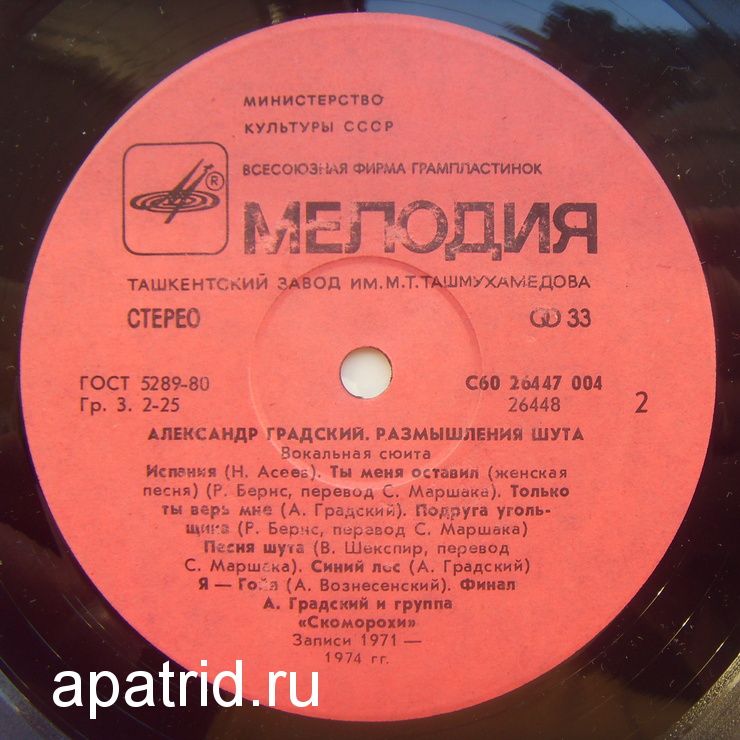 МИНИСТЕРСТВО
КУЛЬТУРЫ СССР
ВСЕСОЮЗНАЯ ФИРМА ГРАМПЛАСТИНОК
®
МЕЛОДИЯ
ТАШКЕНТСКИЙ ЗАВОД ИМ. М.Т. ТАШМУХАМЕДОВА
СТЕРЕО 33
ГОСТ 5289-80 С60 26447 004
Гр. 3. 2-25 26448 2
АЛЕКСАНДР ГРАДСКИЙ. РАЗМЫШЛЕНИЯ ШУТА
Вокальная сюита
Испания (Н. Асеев). Ты меня оставил (женская
песня) (Р. Бернс, перевод С. Маршака). Только
ты верь мне (А. Градский). Подруга уголь-
щика (Р. Бернс, перевод С. Маршака)
Песня шута (В. Шекспир, перевод
С. Маршака). Синий лес (А. Градский)
Я — Гойя (А. Вознесенский). Финал
А. Градский и группа
«Скоморохи»
Записи 1971 —
1974 гг.
apatrid.ru